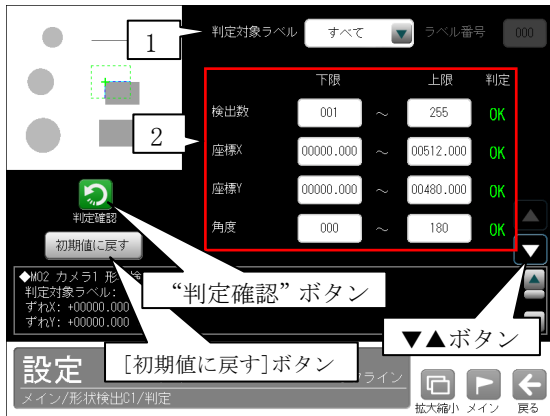 1
判定対象ラベル すべて ラベル番号 000
下限 上限 判定
検出数 001 ～ 255 OK
2
座標X 00000.000 ～ 00512.000 OK
座標Y 00000.000 ～ 00480.000 OK
角度 000 ～ 180 OK
判定確認
初期値に戻す
◆M02 カメラ1 形
判定対象ラベル:
ずれX: +00000.000
ずれY: +00000.000
“判定確認”ボタン
▼▲ボタン
[初期値に戻す]ボタン
設定
クライン
メイン/形状検出C1/判定
拡大縮小 メイン 戻る